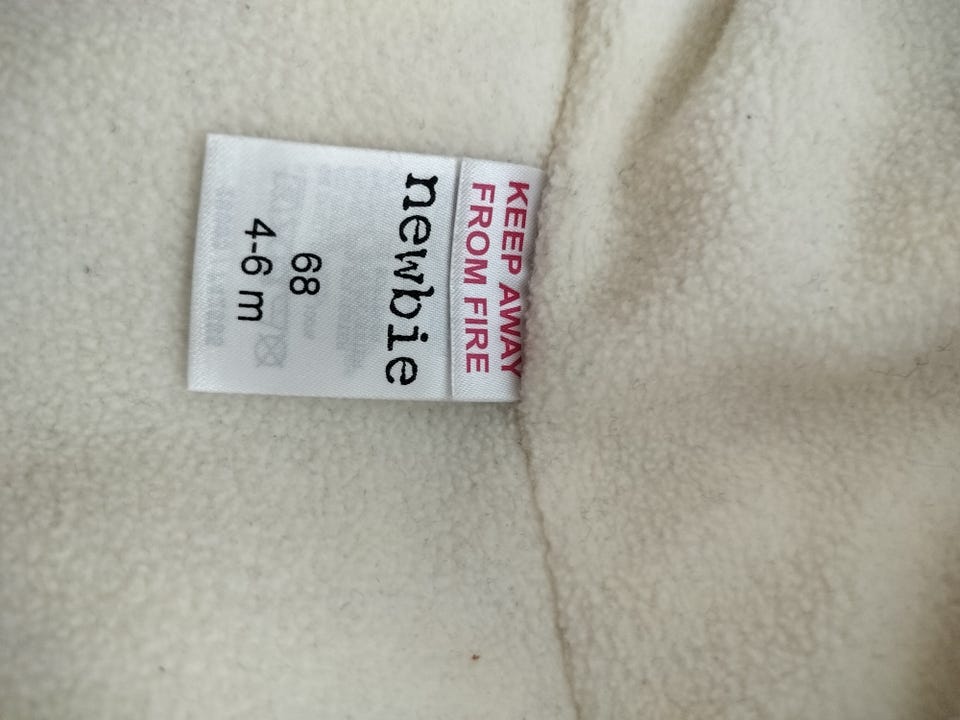 KEEP AWAY
FROM FIRE
newbie
68
4-6 m